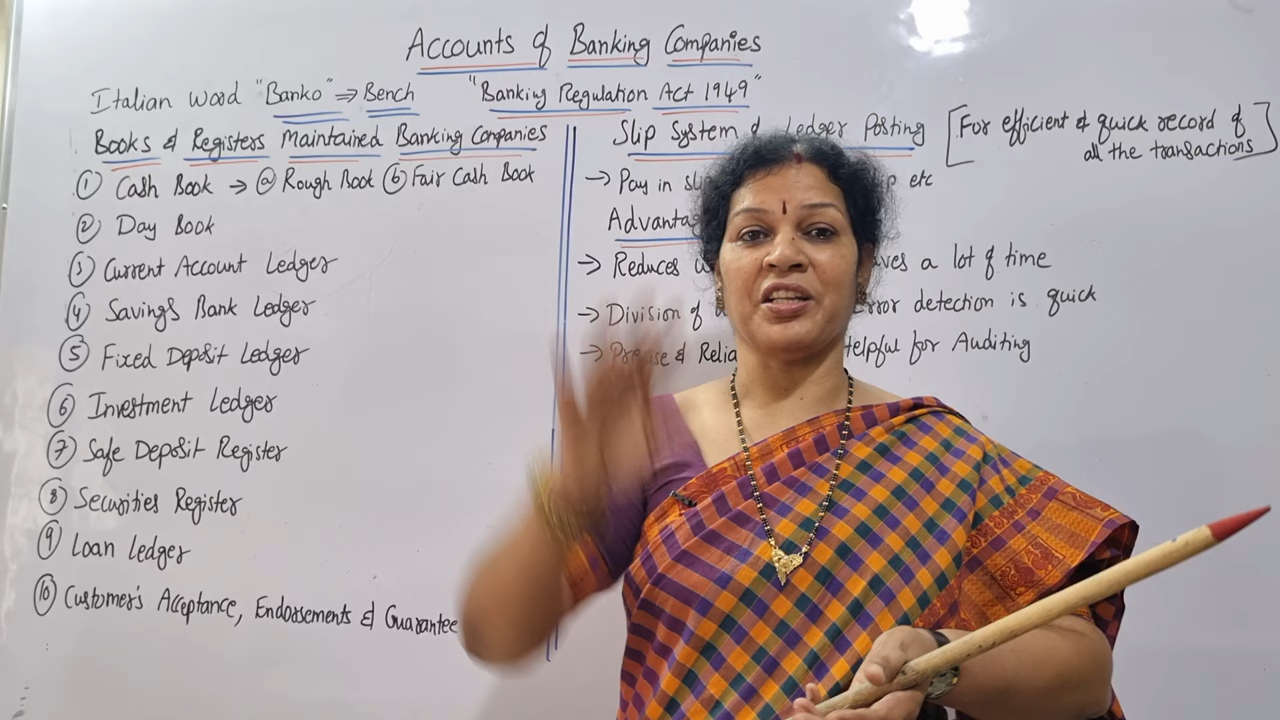 Accounts of Banking Companies
Italian Word "Banko" ⇒ Bench "Banking Regulation Act 1949"
Books & Registers Maintained Banking Companies
① Cash Book → ⓐ Rough Book ⓑ Fair Cash Book
② Day Book
③ Current Account Ledger
④ Savings Bank Ledger
⑤ Fixed Deposit Ledger
⑥ Investment Ledger
⑦ Safe Deposit Register
⑧ Securities Register
⑨ Loan Ledger
⑩ Customer's Acceptance, Endorsements & Guarantee
Slip System of Ledger Posting [For efficient & quick record of
all the transactions]
→ Pay in etc
→ Reduces a lot of time
→ Division of error detection is quick
→ Precise & Helpful for Auditing